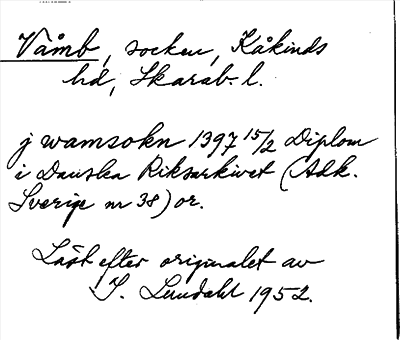 Våmb, socken, Kåkinds
hd, Skarab. l.
j wamsokn 1397 15/2 Diplom
i Danska Riksarkivet (Adk.
Sverige nr 38) or.
Läst efter originalet av
I. Lundahl 1952.